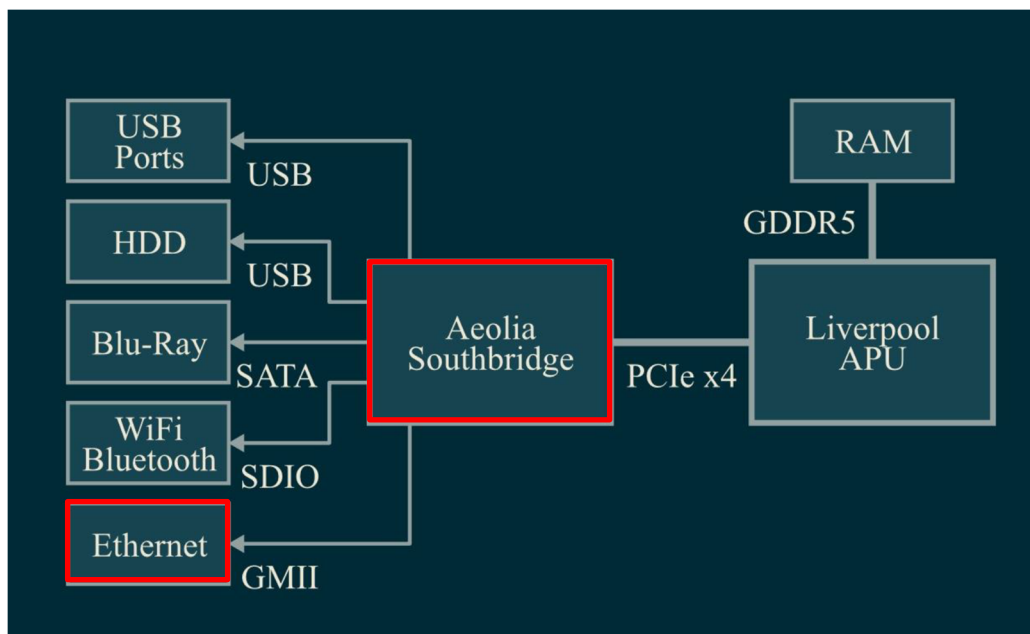 USB
Ports
USB
HDD
USB
Blu-Ray
SATA
WiFi
Bluetooth
SDIO
Ethernet
GMII
Aeolia
Southbridge
PCIe x4
RAM
GDDR5
Liverpool
APU